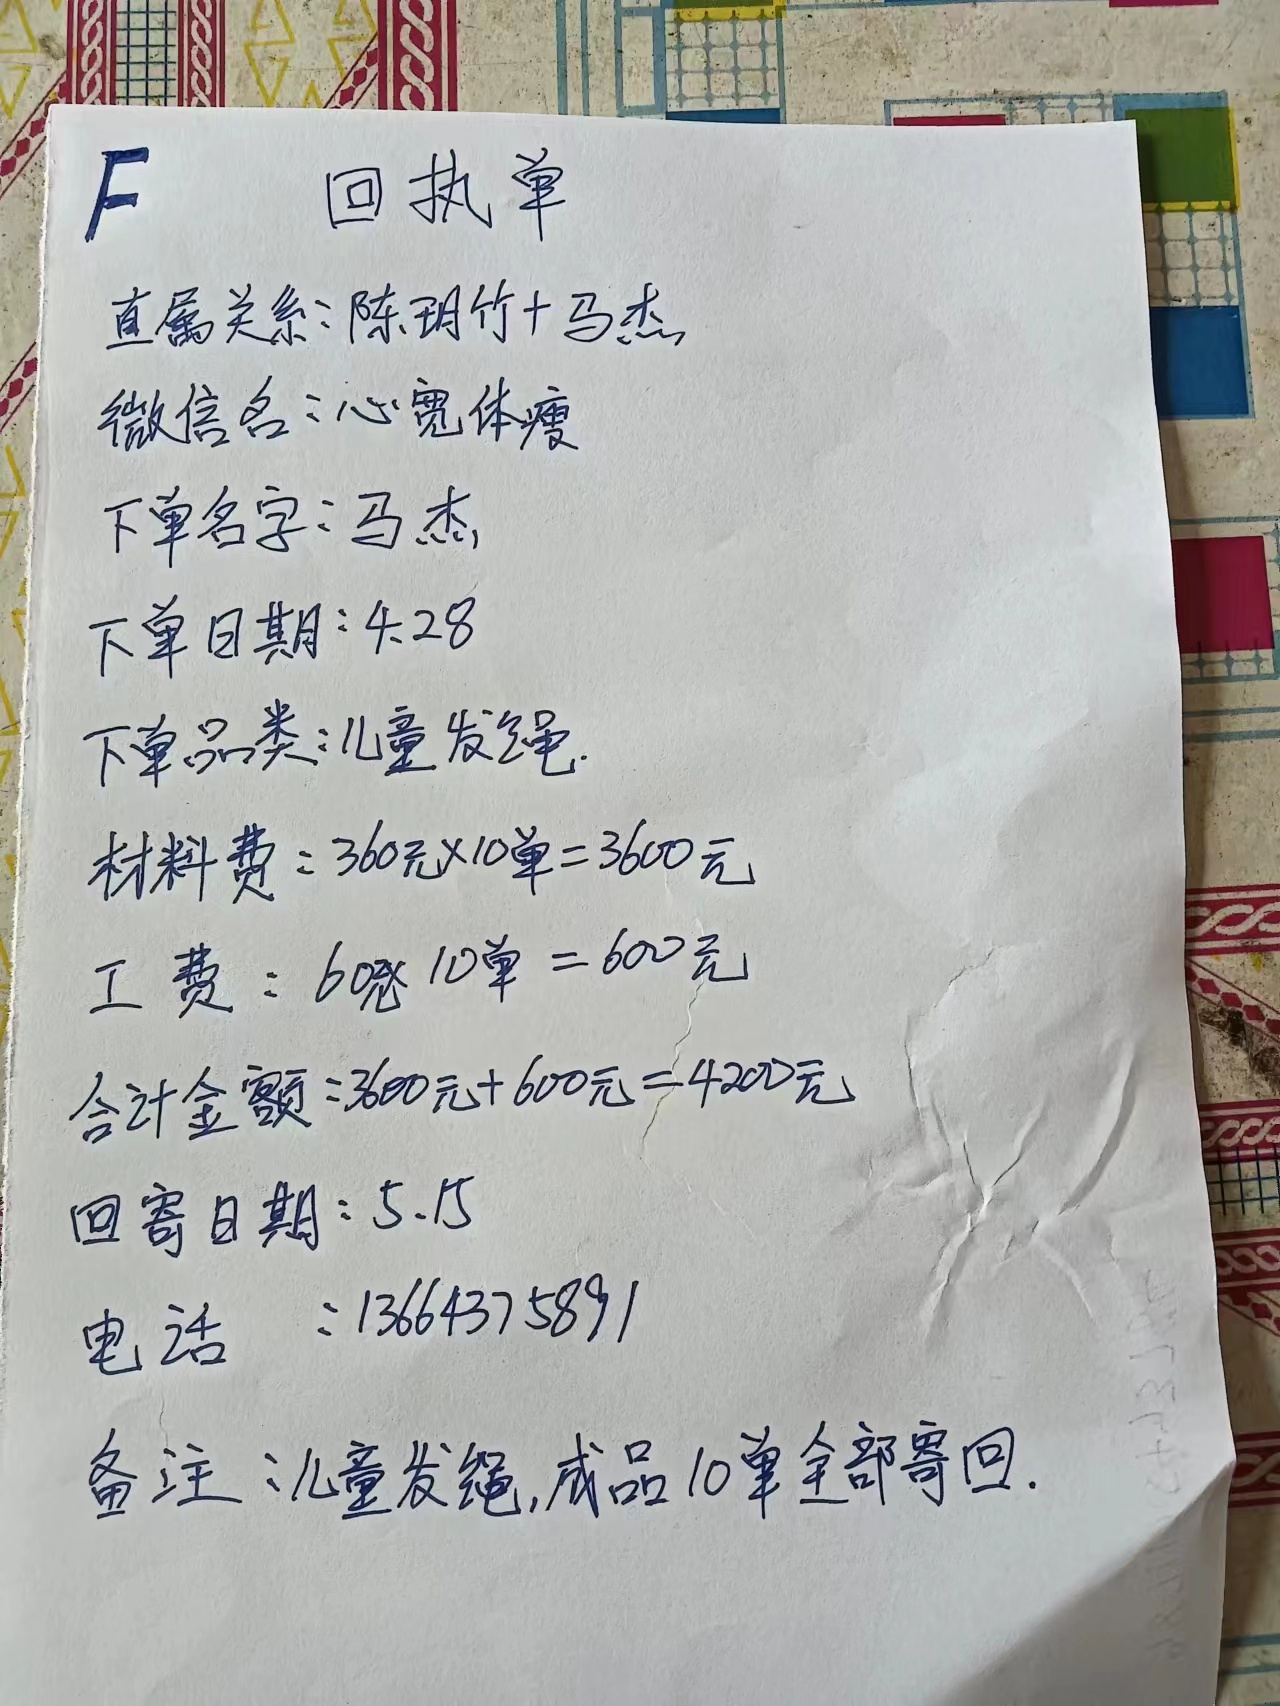 F 回执单
直属关系：陈玥竹+马杰
微信名：心宽体瘦
下单名字：马杰
下单日期：4.28
下单品类：儿童发绳.
材料费：360元×10单=3600元
工费：60元×10单=600元
合计金额：3600元+600元=4200元
回寄日期：5.15
电话：13664375891
备注：儿童发绳,成品10单全部寄回.